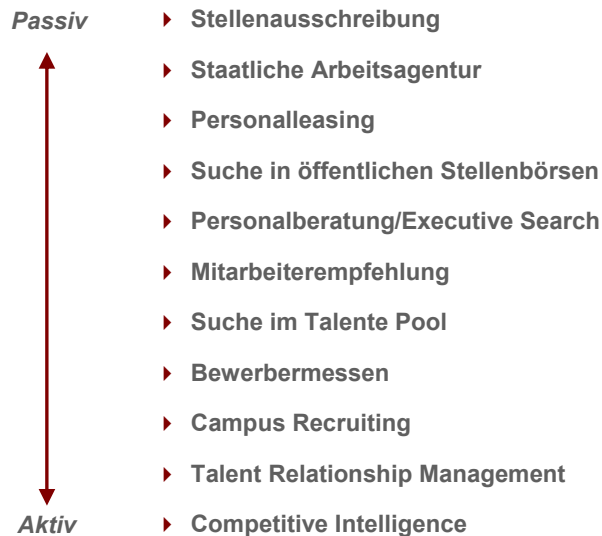 Passiv
Stellenausschreibung
Staatliche Arbeitsagentur
Personalleasing
Suche in öffentlichen Stellenbörsen
Personalberatung/Executive Search
Mitarbeiterempfehlung
Suche im Talente Pool
Bewerbermessen
Campus Recruiting
Talent Relationship Management
Aktiv
Competitive Intelligence